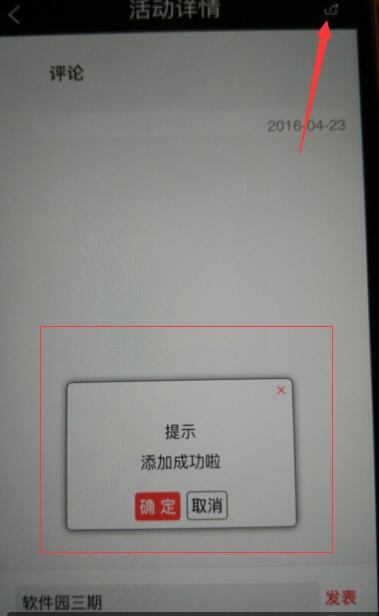 活动详情
评论
2016-04-23
×
提示
添加成功啦
确定 取消
软件园三期 发表